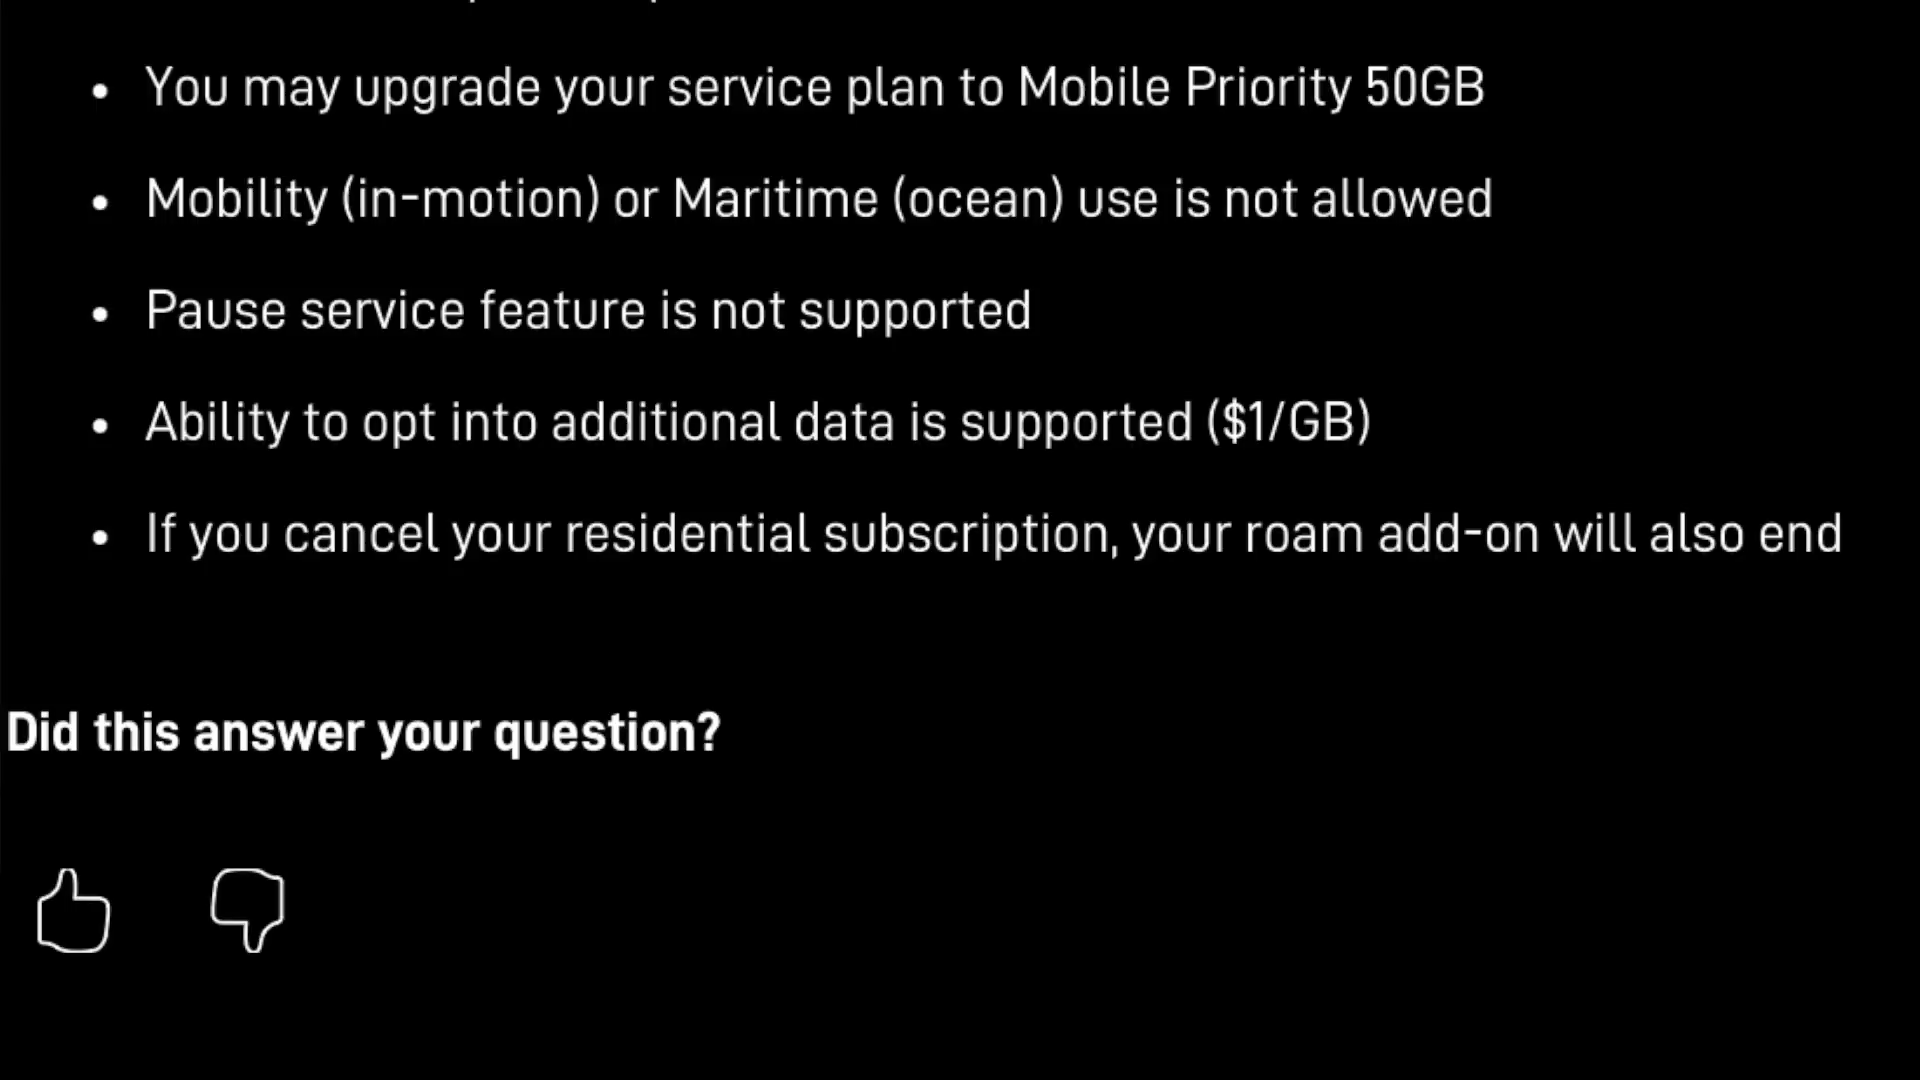 • You may upgrade your service plan to Mobile Priority 50GB
• Mobility (in-motion) or Maritime (ocean) use is not allowed
• Pause service feature is not supported
• Ability to opt into additional data is supported ($1/GB)
• If you cancel your residential subscription, your roam add-on will also end
Did this answer your question?